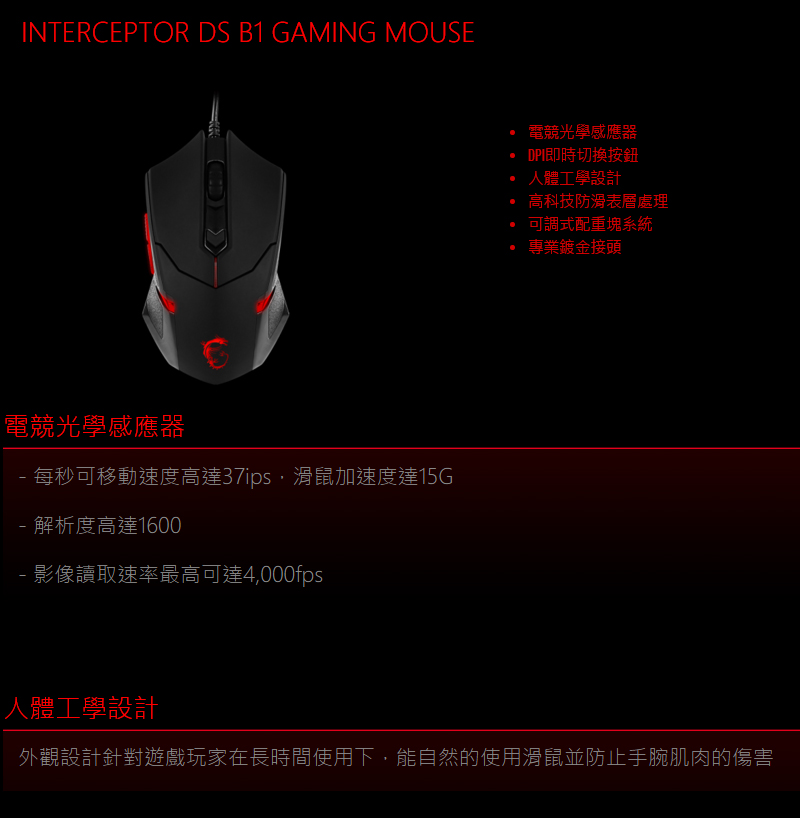 INTERCEPTOR DS B1 GAMING MOUSE
• 電競光學感應器
• DPI即時切換按鈕
• 人體工學設計
• 高科技防滑表層處理
• 可調式配重塊系統
• 專業鍍金接頭
電競光學感應器
- 每秒可移動速度高達37ips，滑鼠加速度達15G
- 解析度高達1600
- 影像讀取速率最高可達4,000fps
人體工學設計
外觀設計針對遊戲玩家在長時間使用下，能自然的使用滑鼠並防止手腕肌肉的傷害